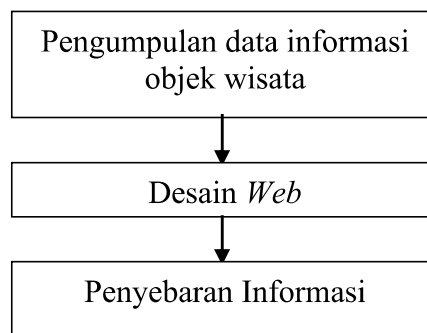 Pengumpulan data informasi
objek wisata
Desain Web
Penyebaran Informasi